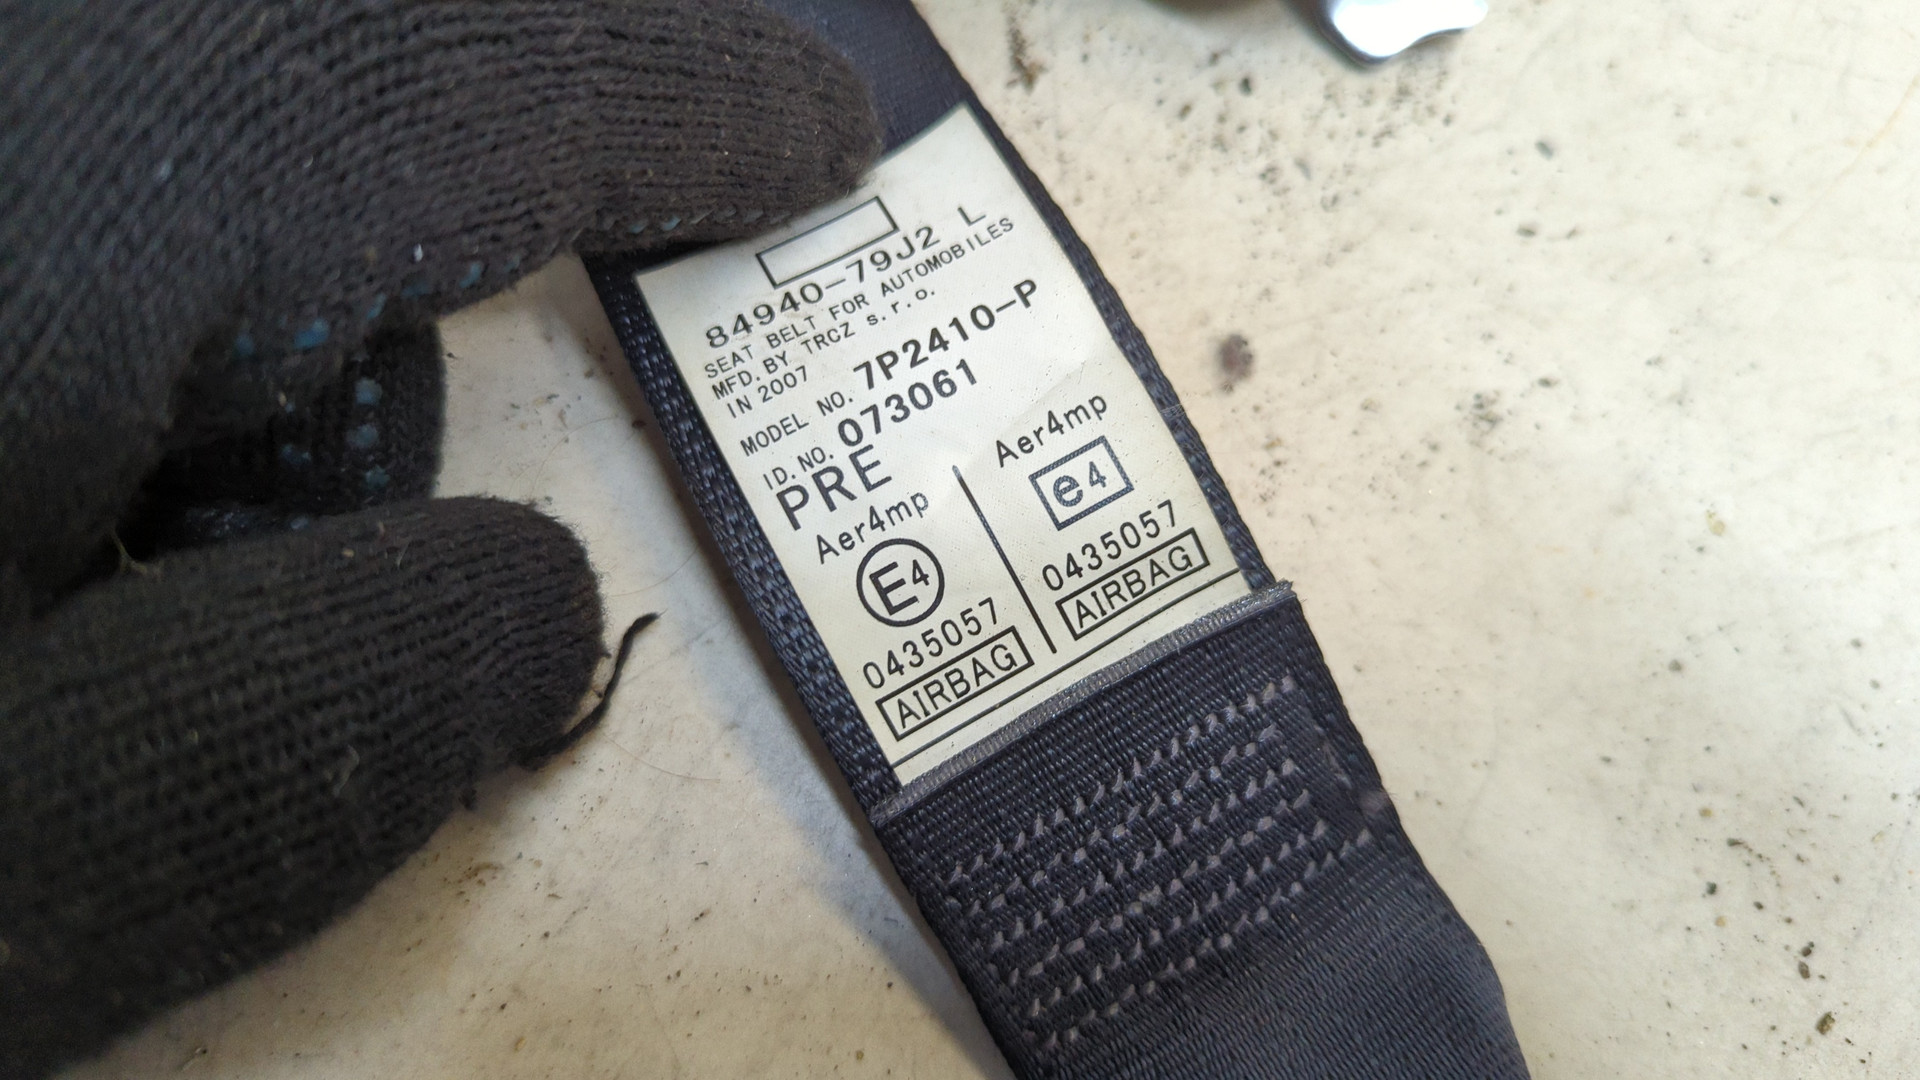 84940-79J2 L
SEAT BELT FOR AUTOMOBILES
MFD. BY TRCZ s.r.o.
IN 2007
MODEL NO. 7P2410-P
ID. NO. 073061
PRE
Aer4mp
E4
0435057
AIRBAG
Aer4mp
e4
0435057
AIRBAG